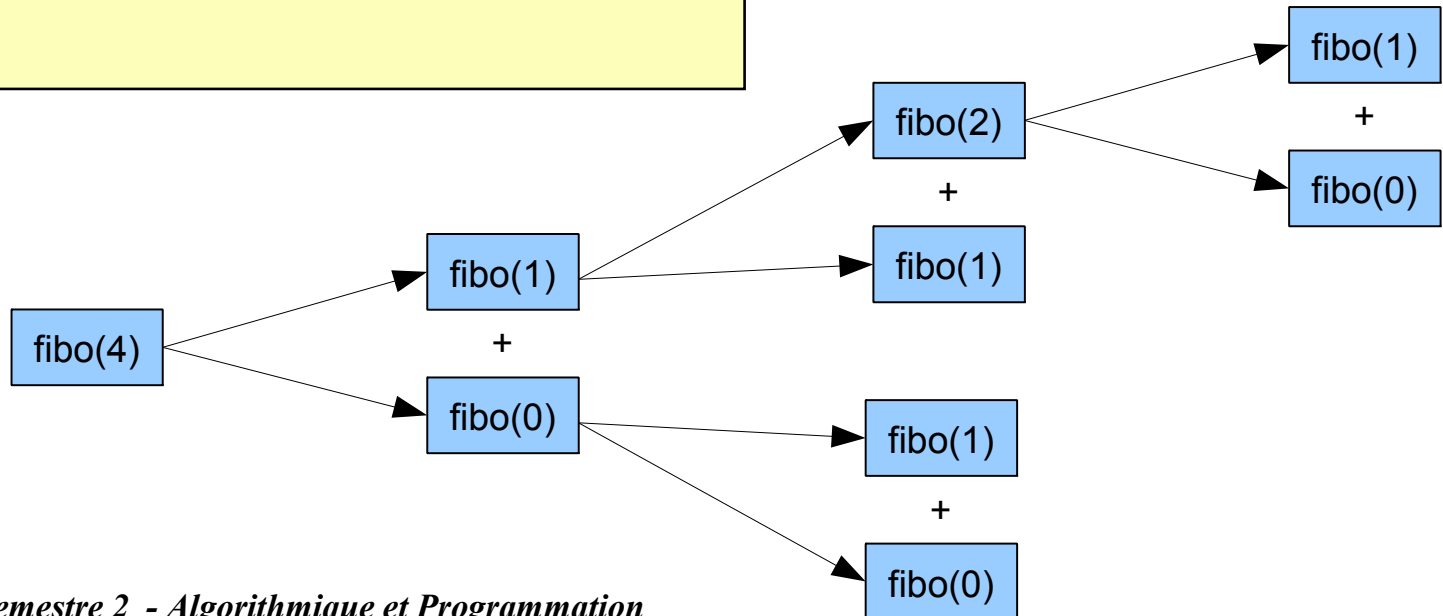 fibo(1)
+
fibo(0)
fibo(2)
+
fibo(1)
fibo(1)
+
fibo(0)
fibo(4)
fibo(1)
+
fibo(0)
emestre 2 - Algorithmique et Programmation